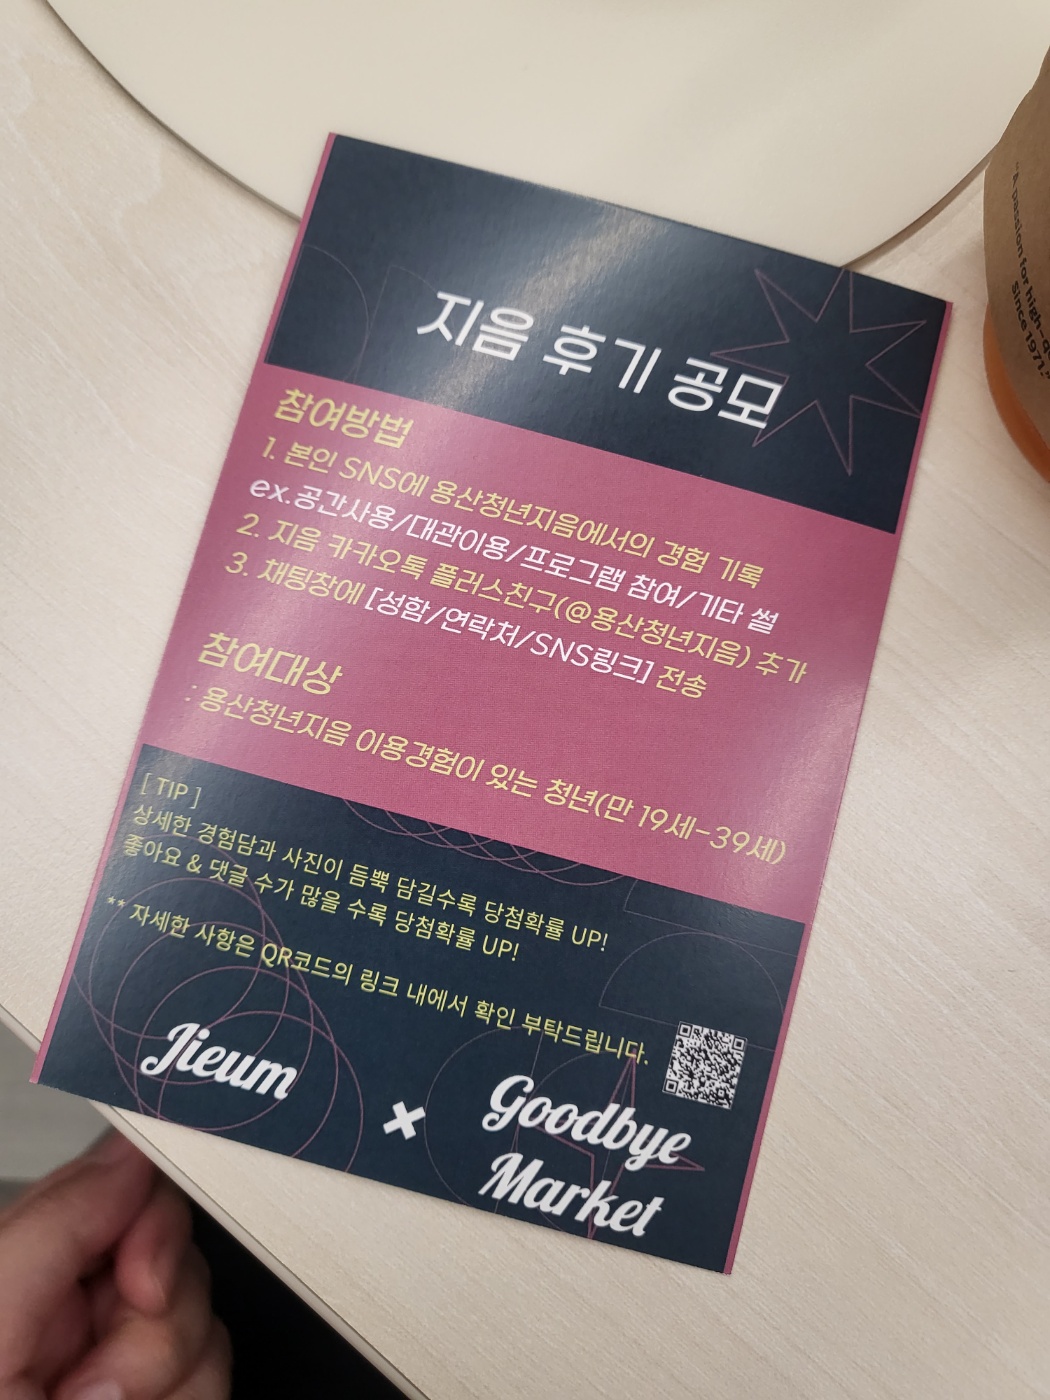 지음 후기 공모
참여방법
1. 본인 SNS에 용산청년지음에서의 경험 기록
ex.공간사용/대관이용/프로그램 참여/기타 썰
2. 지음 카카오톡 플러스친구(@용산청년지음) 추가
3. 채팅창에 [성함/연락처/SNS링크] 전송
참여대상
: 용산청년지음 이용경험이 있는 청년(만 19세-39세)
[ TIP ]
상세한 경험담과 사진이 듬뿍 담길수록 당첨확률 UP!
좋아요 & 댓글 수가 많을 수록 당첨확률 UP!
** 자세한 사항은 QR코드의 링크 내에서 확인 부탁드립니다.
Jieum
×
Goodbye
Market
"A passion for high-q
Since 1971."